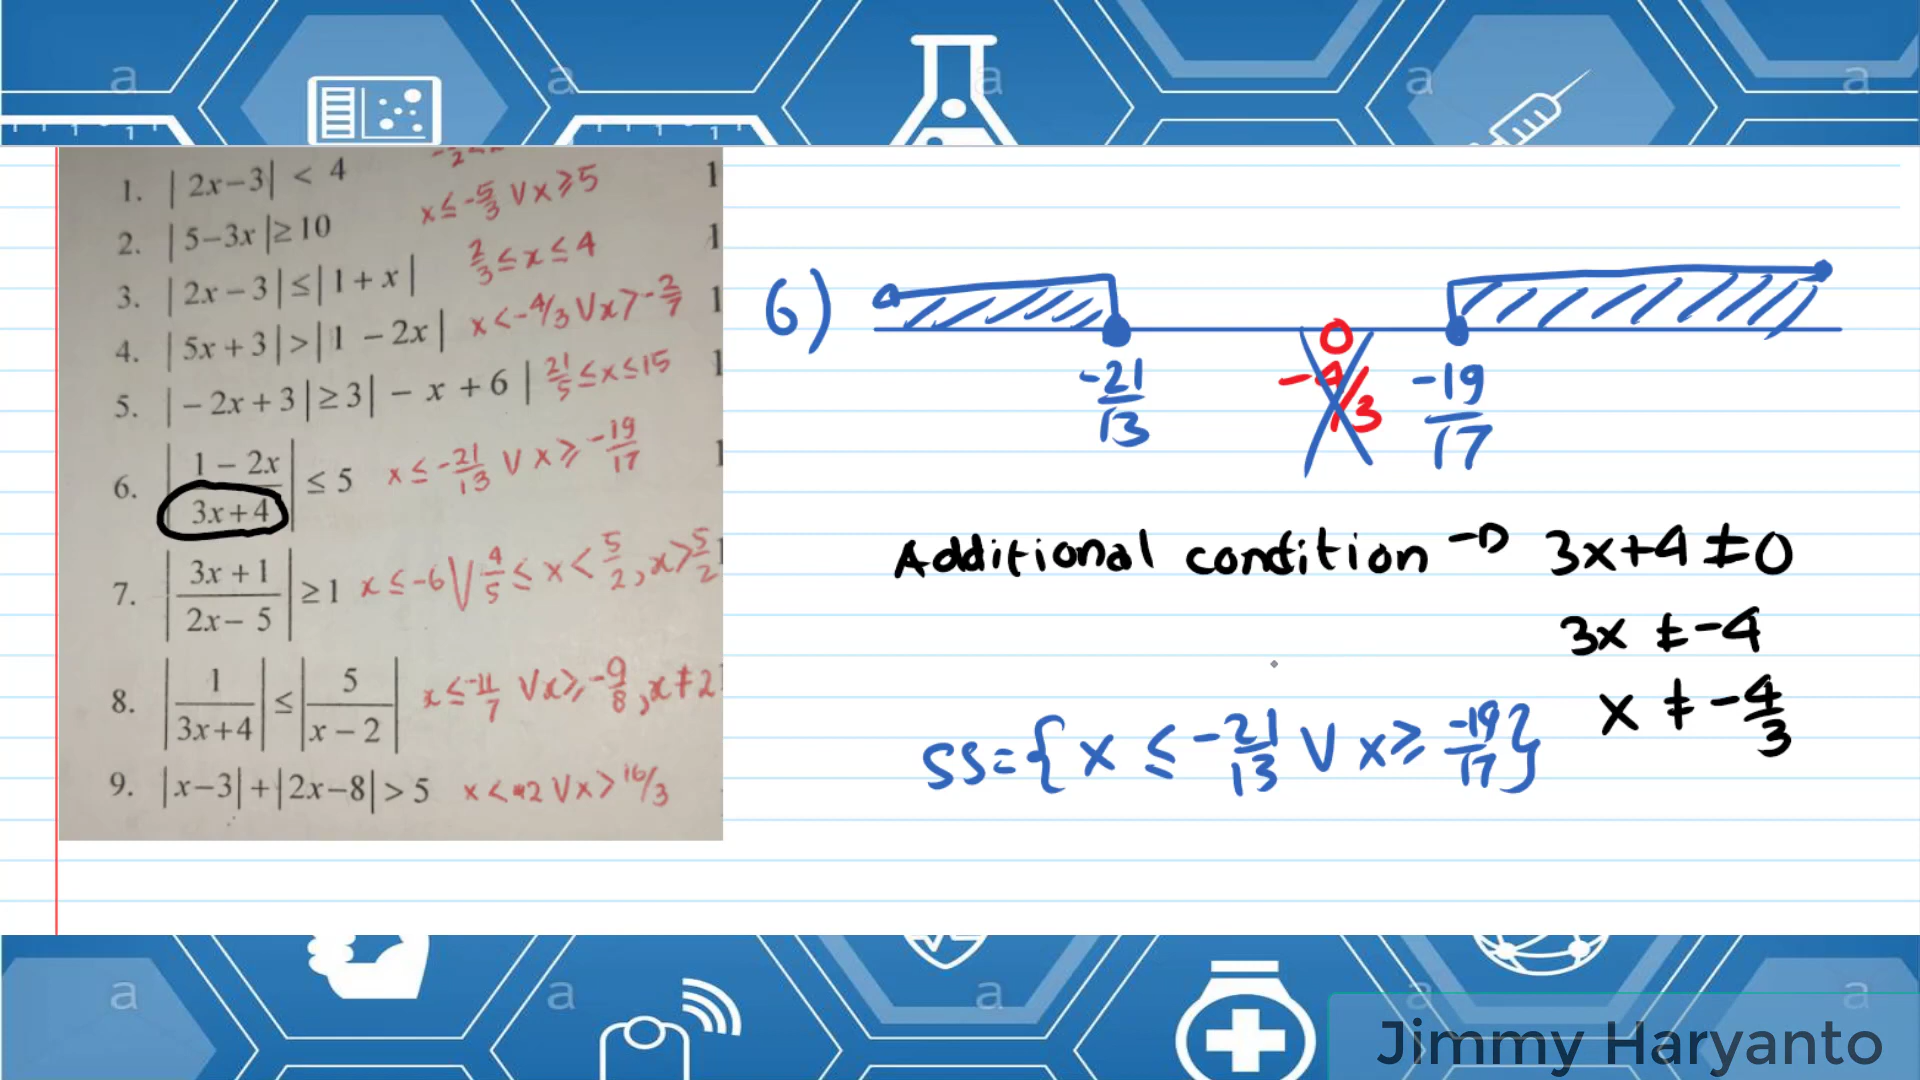 1. |2x-3| < 4
x ≤ -5/3 ∨ x ≥ 5
2. |5-3x| ≥ 10
2/3 ≤ x ≤ 4
3. |2x-3| ≤ |1+x|
x < -4/3 ∨ x > -2/7
4. |5x+3| > |1-2x|
21/5 ≤ x ≤ 15
5. |-2x+3| ≥ 3|-x+6|
6. |(1-2x)/(3x+4)| ≤ 5 x ≤ -21/13 ∨ x ≥ -19/17
7. |(3x+1)/(2x-5)| ≥ 1 x ≤ -6 ∨ 4/5 ≤ x < 5/2, x > 5/2
8. |1/(3x+4)| ≤ |5/(x-2)| x ≤ -11/7 ∨ x ≥ -9/8, x ≠ 2
9. |x-3|+|2x-8| > 5 x < 2 ∨ x > 16/3
6)
-21/13 -4/3 -19/17
Additional condition → 3x+4 ≠ 0
3x ≠ -4
x ≠ -4/3
SS = {x ≤ -21/13 ∨ x ≥ -19/17}
Jimmy Haryanto